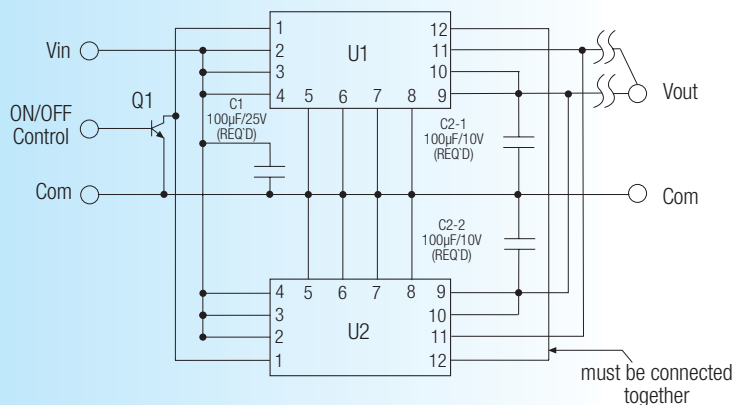 Vin
ON/OFF
Control
Com
Q1
1
2
3
4
U1
12
11
10
9
5
6
7
8
C1
100µF/25V
(REQ`D)
C2-1
100µF/10V
(REQ`D)
Vout
Com
C2-2
100µF/10V
(REQ`D)
4
3
2
1
5
6
7
8
U2
9
10
11
12
must be connected
together